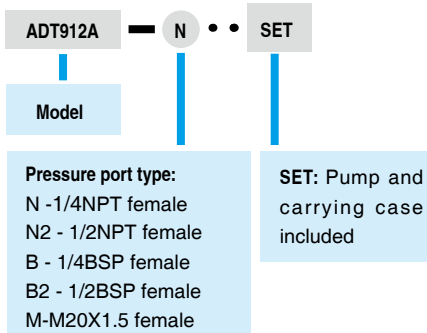 ADT912A — N • • SET
Model
Pressure port type:
N -1/4NPT female
N2 - 1/2NPT female
B - 1/4BSP female
B2 - 1/2BSP female
M-M20X1.5 female
SET: Pump and
carrying case
included